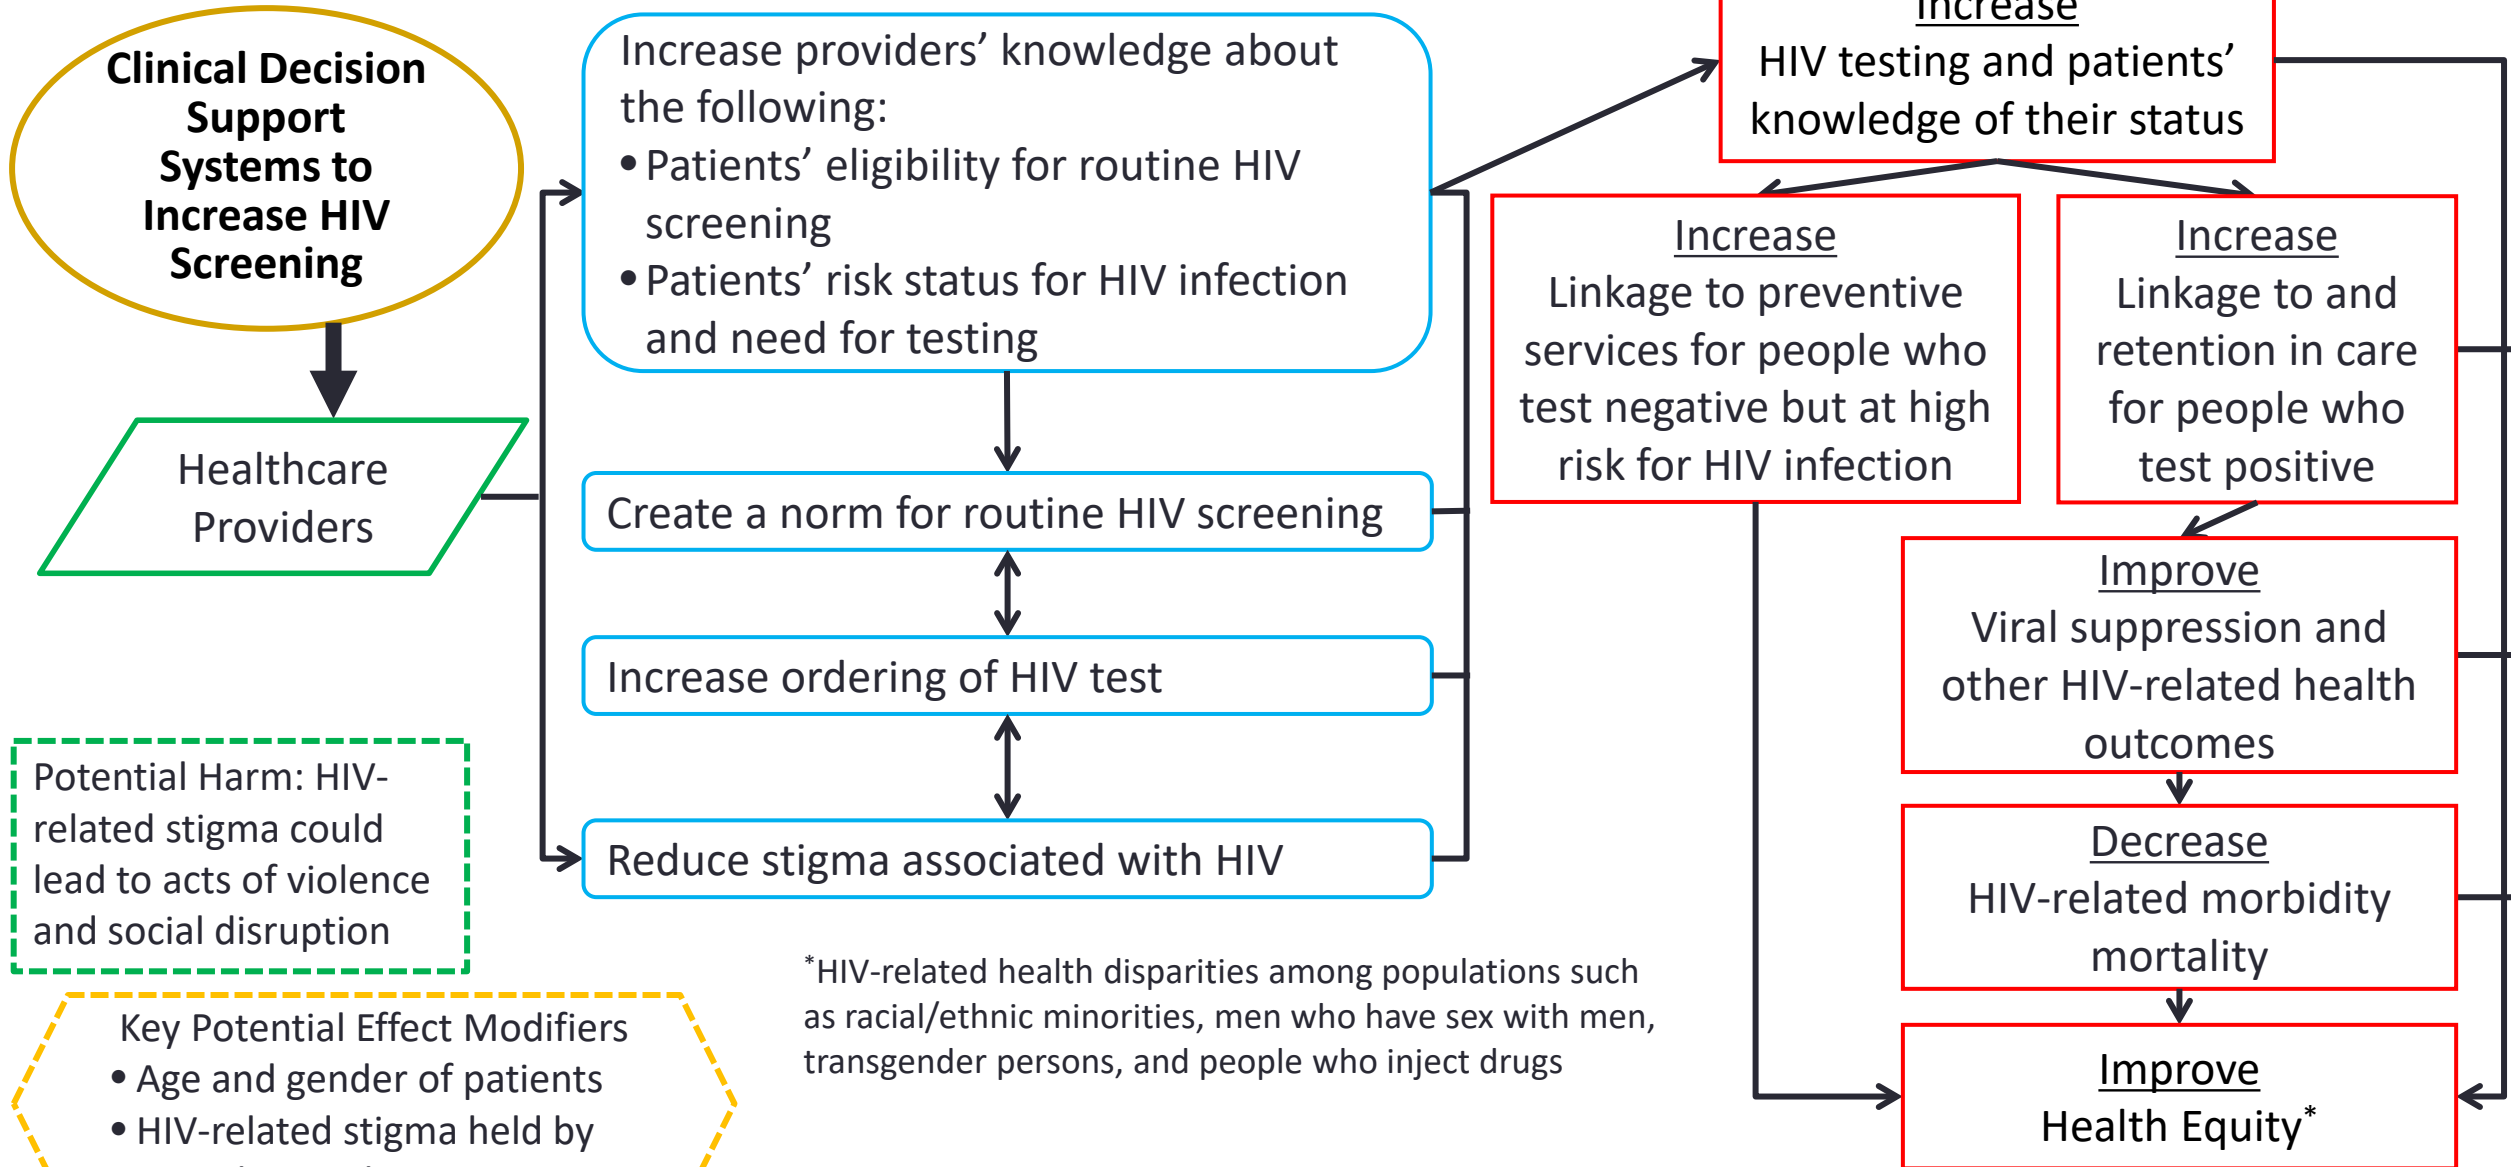 Clinical Decision
Support
Systems to
Increase HIV
Screening
Healthcare
Providers
Increase providers’ knowledge about
the following:
• Patients’ eligibility for routine HIV
screening
• Patients’ risk status for HIV infection
and need for testing
Create a norm for routine HIV screening
Increase ordering of HIV test
Reduce stigma associated with HIV
Increase
HIV testing and patients’
knowledge of their status
Increase
Linkage to preventive
services for people who
test negative but at high
risk for HIV infection
Increase
Linkage to and
retention in care
for people who
test positive
Improve
Viral suppression and
other HIV-related health
outcomes
Decrease
HIV-related morbidity
mortality
Improve
Health Equity*
Potential Harm: HIV-
related stigma could
lead to acts of violence
and social disruption
Key Potential Effect Modifiers
• Age and gender of patients
• HIV-related stigma held by
*HIV-related health disparities among populations such
as racial/ethnic minorities, men who have sex with men,
transgender persons, and people who inject drugs